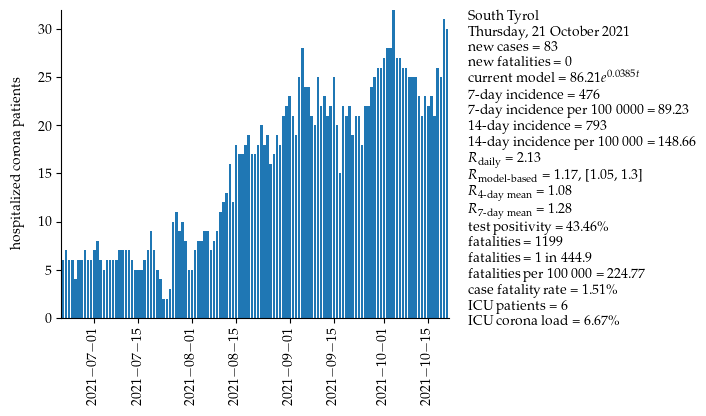 South Tyrol
Thursday, 21 October 2021
new cases = 83
new fatalities = 0
current model = 86.21e^0.0385t
7-day incidence = 476
7-day incidence per 100 0000 = 89.23
14-day incidence = 793
14-day incidence per 100 000 = 148.66
R_daily = 2.13
R_model-based = 1.17, [1.05, 1.3]
R_4-day mean = 1.08
R_7-day mean = 1.28
test positivity = 43.46%
fatalities = 1199
fatalities = 1 in 444.9
fatalities per 100 000 = 224.77
case fatality rate = 1.51%
ICU patients = 6
ICU corona load = 6.67%
hospitalized corona patients
30
25
20
15
10
5
0
2021−07−01
2021−07−15
2021−08−01
2021−08−15
2021−09−01
2021−09−15
2021−10−01
2021−10−15